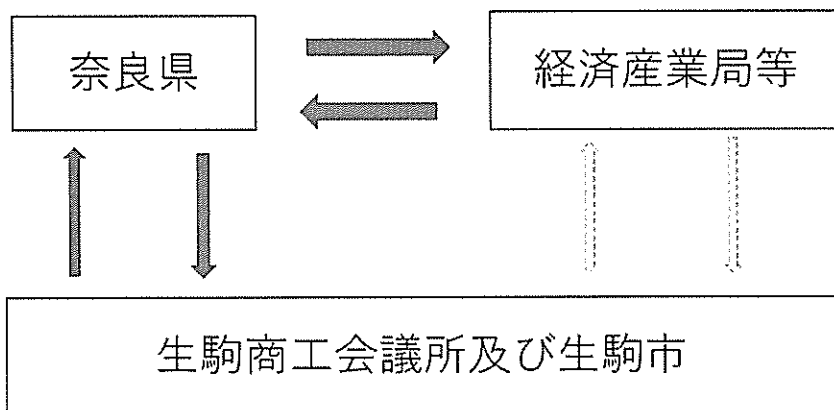 奈良県
経済産業局等
生駒商工会議所及び生駒市